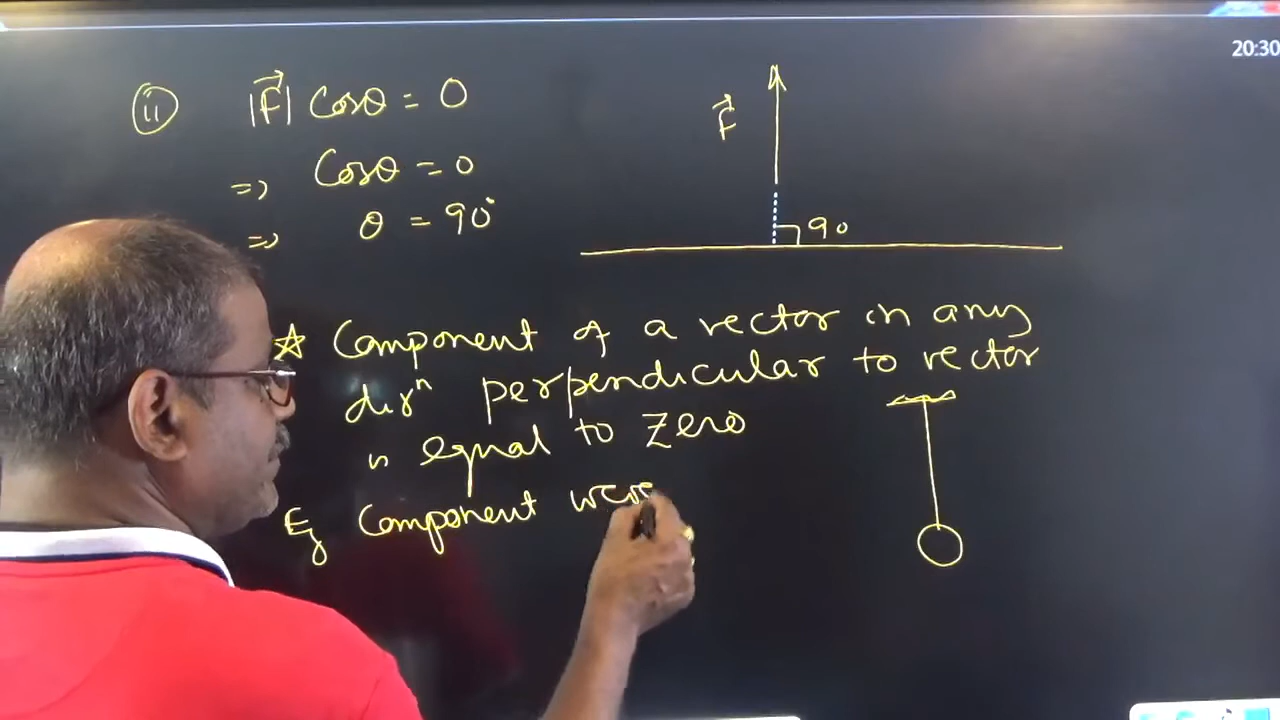 20:30
(ii) |F⃗| Cosθ = 0
=> Cosθ = 0
=> θ = 90°
F⃗
90
☆ Component of a vector in any
dirⁿ perpendicular to vector
is equal to Zero
Eg Component